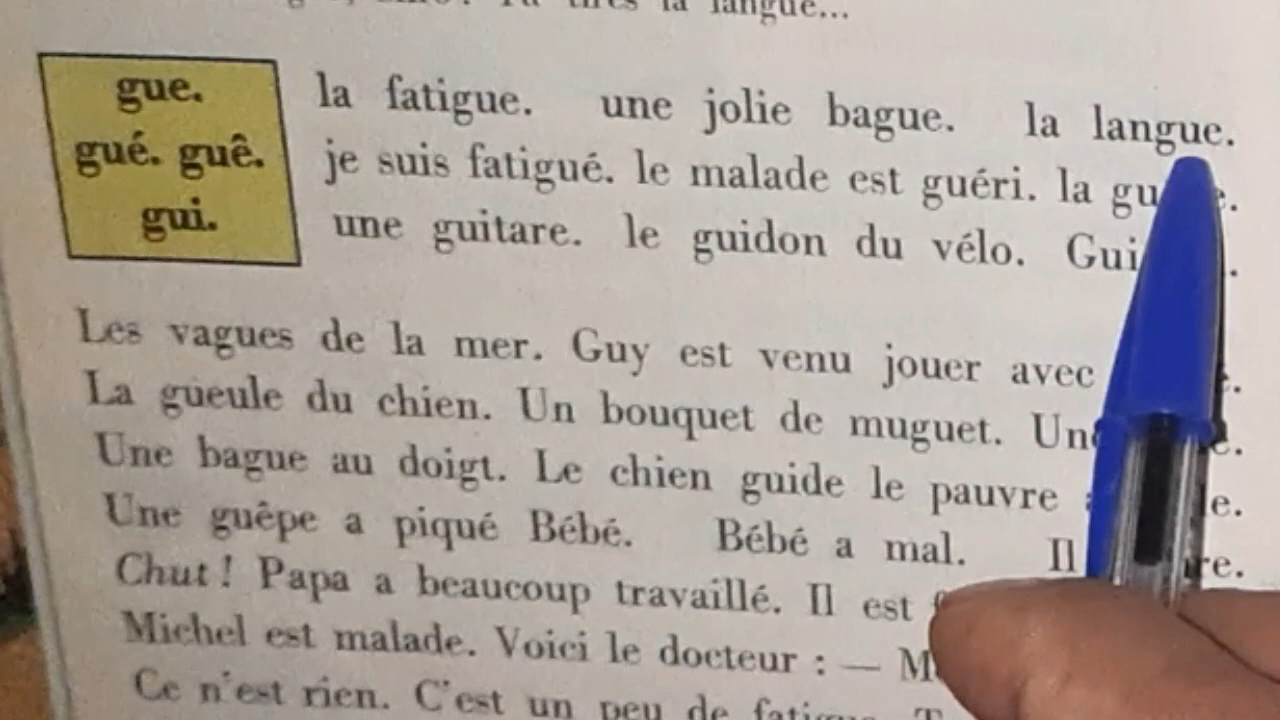 la langue...
gue.
gué. guê.
gui.
la fatigue. une jolie bague. la langue.
je suis fatigué. le malade est guéri. la
une guitare. le guidon du vélo.
Les vagues de la mer. Guy est venu jouer avec
La gueule du chien. Un bouquet de muguet.
Une bague au doigt. Le chien guide le pauvre
Une guêpe a piqué Bébé. Bébé a mal. Il
Chut ! Papa a beaucoup travaillé. Il est
Michel est malade. Voici le docteur : —
Ce n'est rien. C'est un peu de